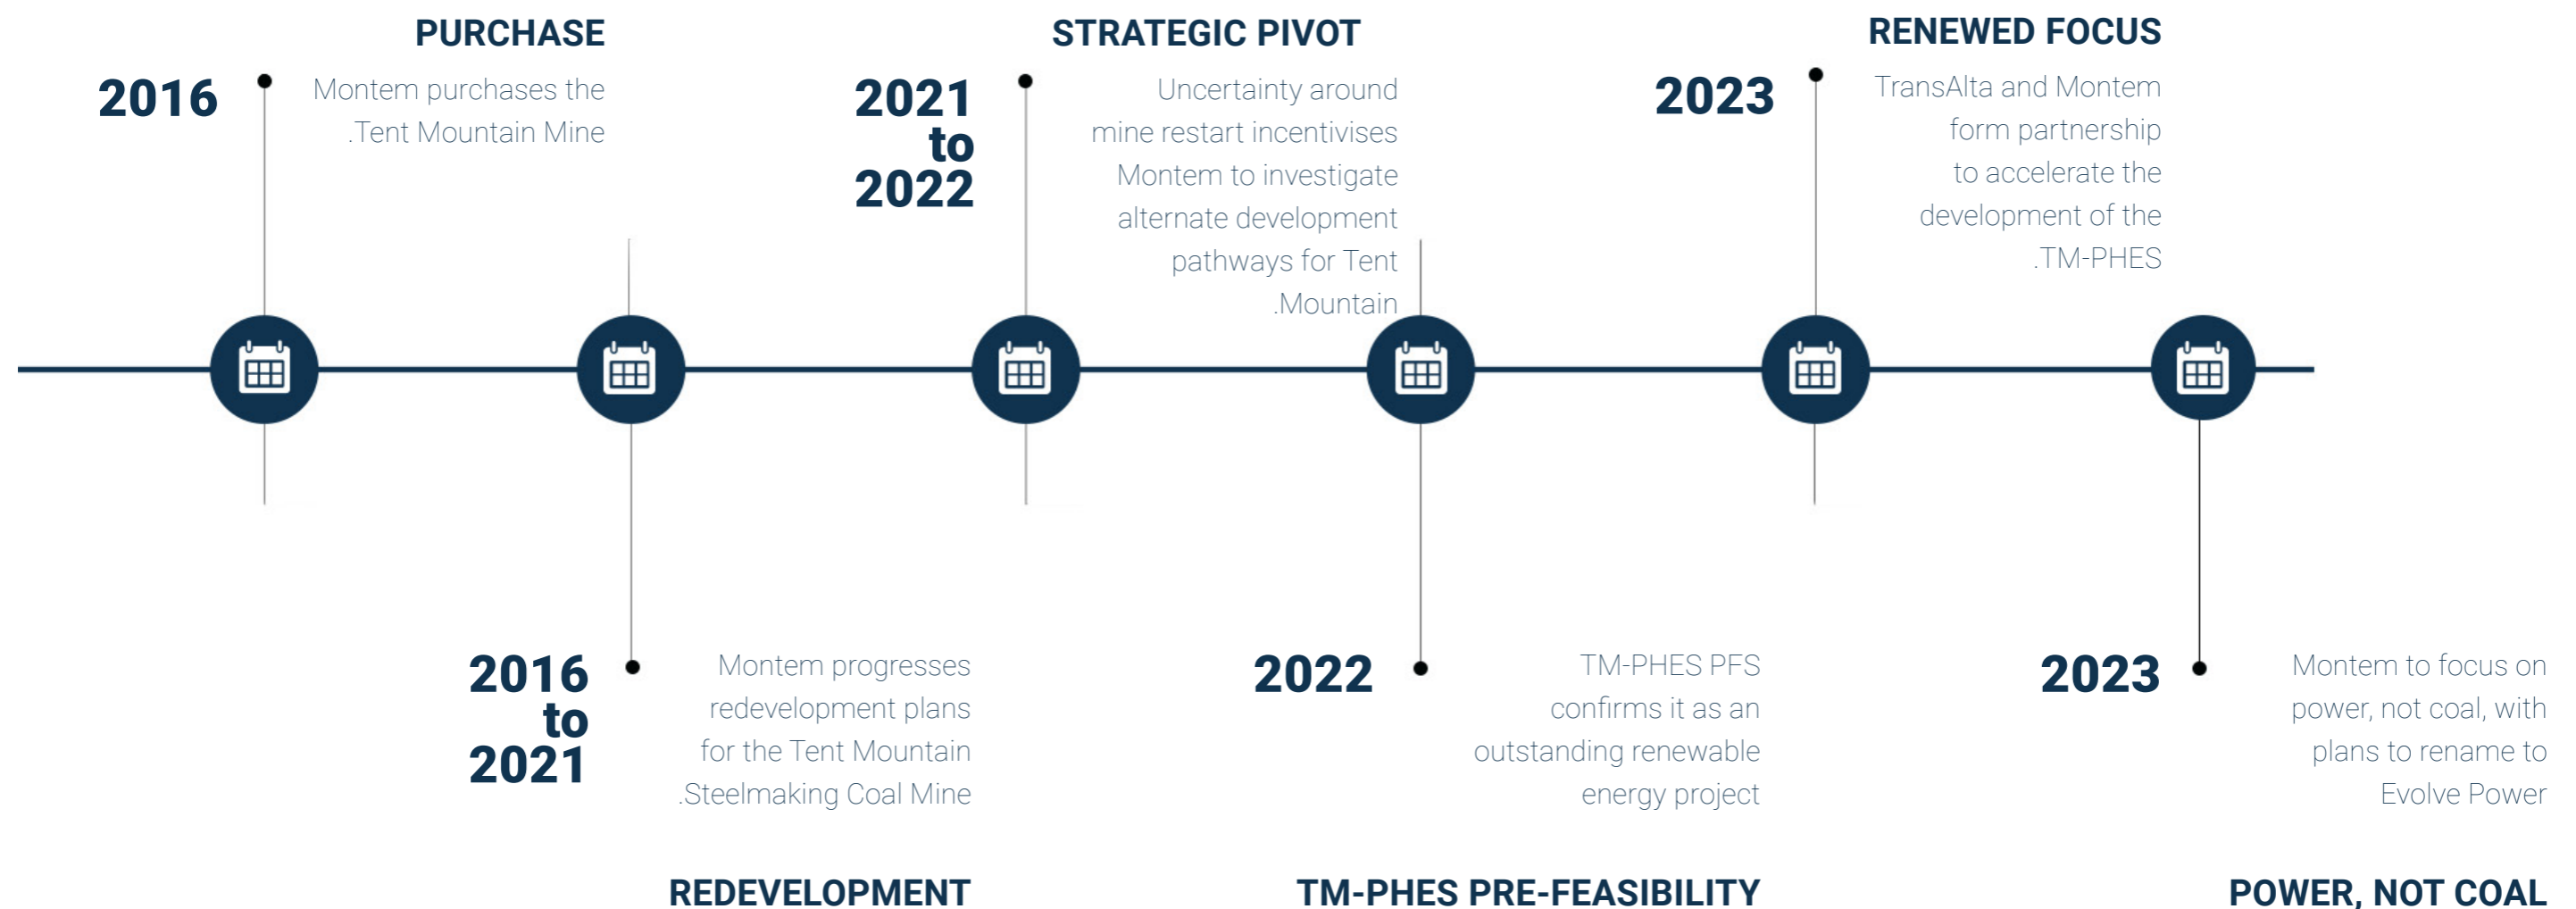 PURCHASE
2016
Montem purchases the
.Tent Mountain Mine
2016
to
2021
Montem progresses
redevelopment plans
for the Tent Mountain
.Steelmaking Coal Mine
REDEVELOPMENT
STRATEGIC PIVOT
2021
to
2022
Uncertainty around
mine restart incentivises
Montem to investigate
alternate development
pathways for Tent
.Mountain
2022
TM-PHES PFS
confirms it as an
outstanding renewable
energy project
TM-PHES PRE-FEASIBILITY
RENEWED FOCUS
2023
TransAlta and Montem
form partnership
to accelerate the
development of the
.TM-PHES
2023
Montem to focus on
power, not coal, with
plans to rename to
Evolve Power
POWER, NOT COAL